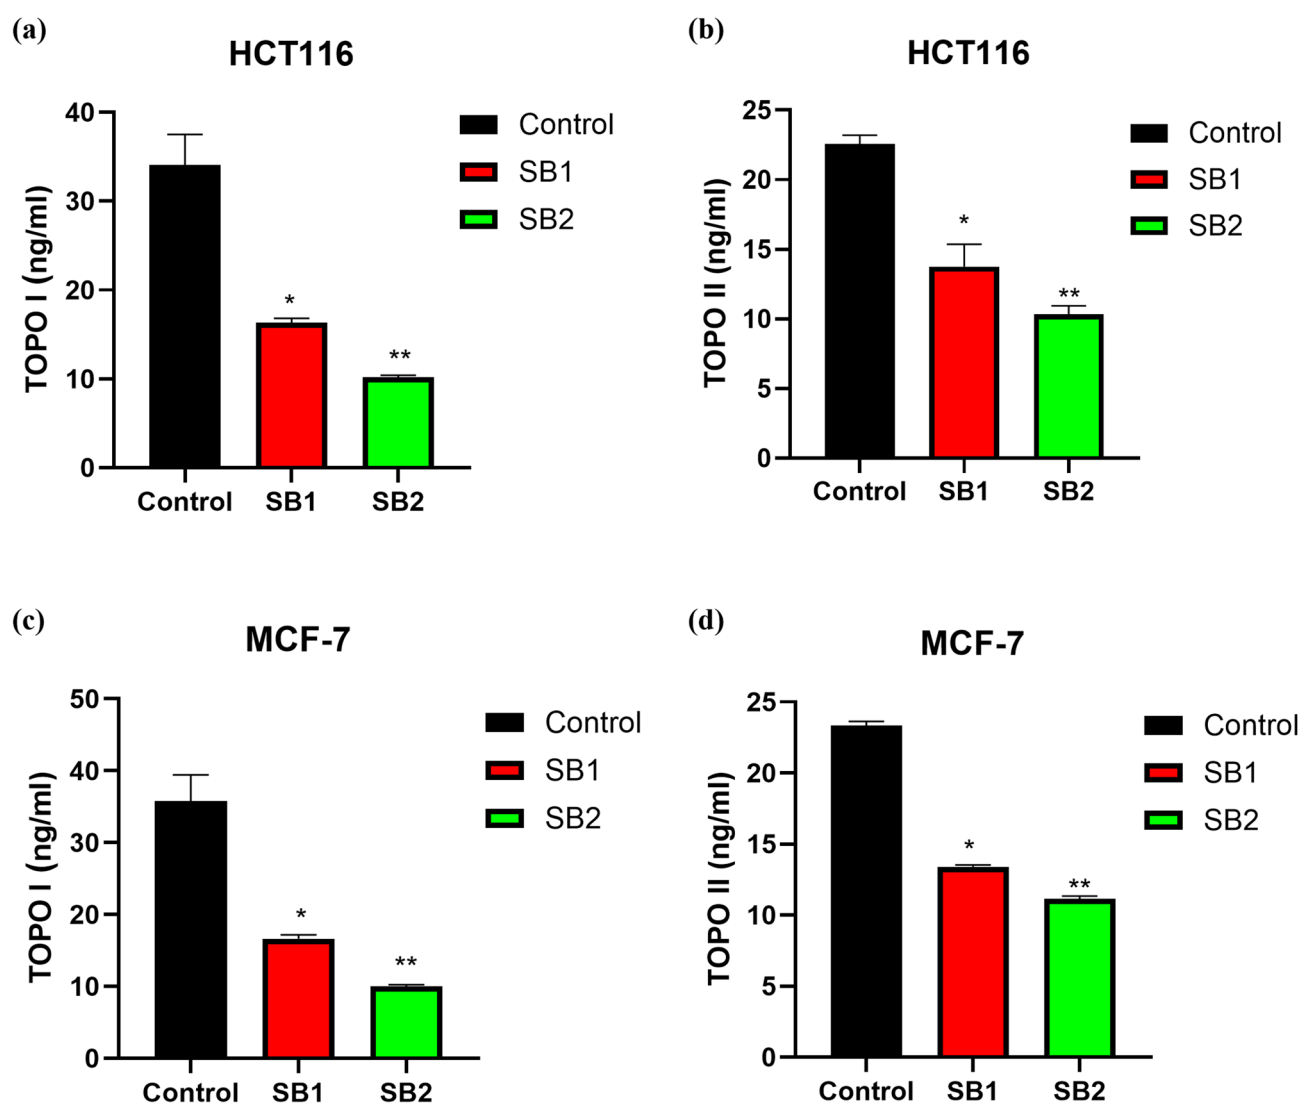 (a)
HCT116
TOPO I (ng/ml)
40
30
20
10
0
*
**
Control
SB1
SB2
Control
SB1
SB2
(b)
HCT116
TOPO II (ng/ml)
25
20
15
10
5
0
*
**
Control
SB1
SB2
Control
SB1
SB2
(c)
MCF-7
TOPO I (ng/ml)
50
40
30
20
10
0
*
**
Control
SB1
SB2
Control
SB1
SB2
(d)
MCF-7
TOPO II (ng/ml)
25
20
15
10
5
0
*
**
Control
SB1
SB2
Control
SB1
SB2